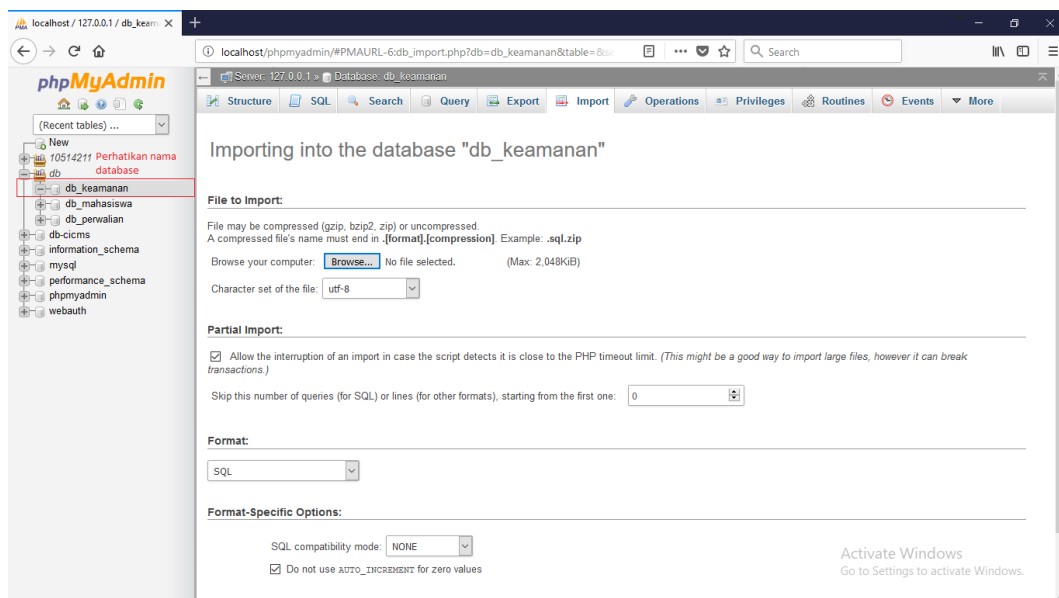 localhost / 127.0.0.1 / db_keam
localhost/phpmyadmin/#PMAURL-6:db_import.php?db=db_keamanan&table=&se
Search
phpMyAdmin
(Recent tables) ...
New
10514211
Perhatikan nama
database
db
db_keamanan
db_mahasiswa
db_perwalian
db-cicms
information_schema
mysql
performance_schema
phpmyadmin
webauth
Server: 127.0.0.1 » Database: db_keamanan
Structure SQL Search Query Export Import Operations Privileges Routines Events More
Importing into the database "db_keamanan"
File to Import:
File may be compressed (gzip, bzip2, zip) or uncompressed.
A compressed file's name must end in .[format].[compression]. Example: .sql.zip
Browse your computer: Browse... No file selected. (Max: 2,048KiB)
Character set of the file: utf-8
Partial Import:
Allow the interruption of an import in case the script detects it is close to the PHP timeout limit. (This might be a good way to import large files, however it can break
transactions.)
Skip this number of queries (for SQL) or lines (for other formats), starting from the first one: 0
Format:
SQL
Format-Specific Options:
SQL compatibility mode: NONE
Do not use AUTO_INCREMENT for zero values
Activate Windows
Go to Settings to activate Windows.